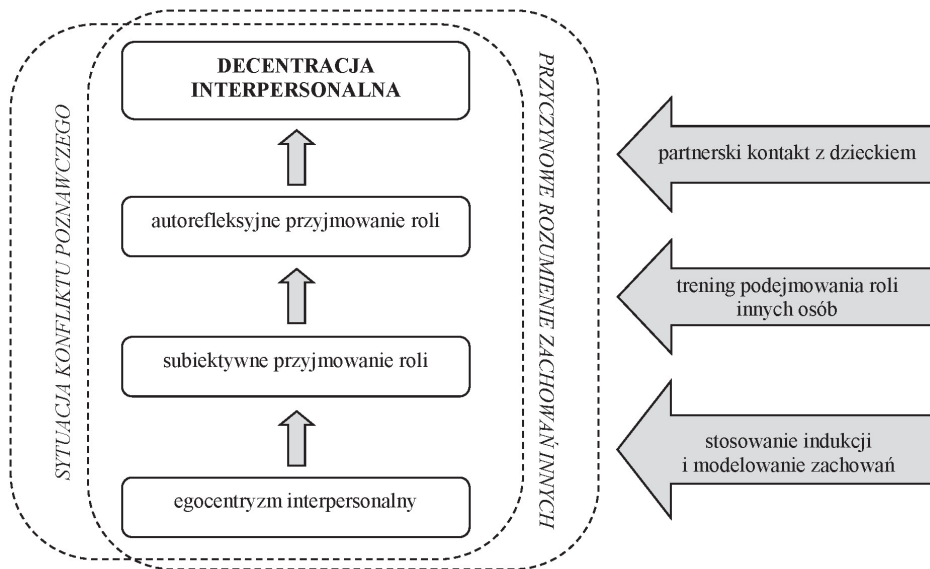 DECENTRACJA
INTERPERSONALNA
autorefleksyjne przyjmowanie roli
subiektywne przyjmowanie roli
egocentryzm interpersonalny
SYTUACJA KONFLIKTU POZNAWCZEGO
PRZYCZYNOWE ROZUMIENIE ZACHOWAŃ INNYCH
partnerski kontakt z dzieckiem
trening podejmowania roli
innych osób
stosowanie indukcji
i modelowanie zachowań